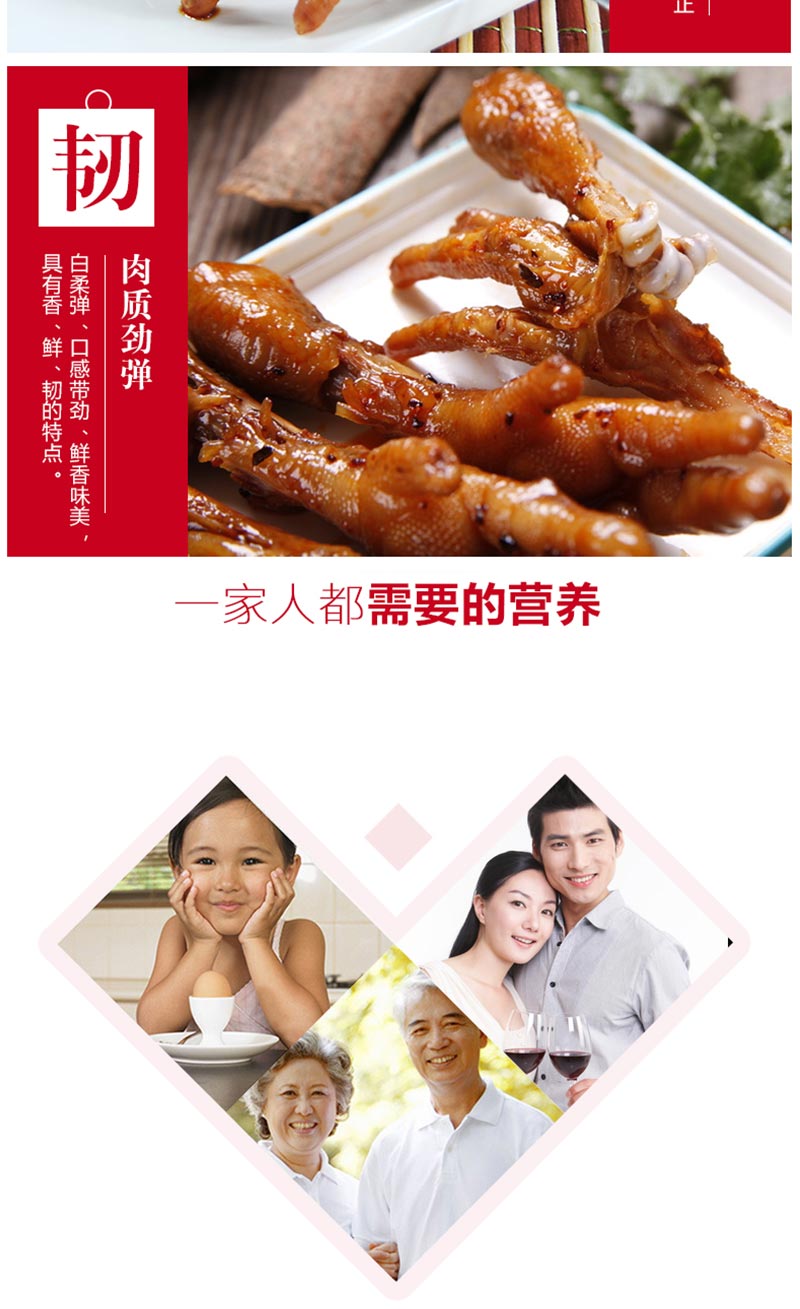 正
韧
肉质劲弹
白柔弹、口感带劲、鲜香味美，
具有香、鲜、韧的特点。
一家人都需要的营养